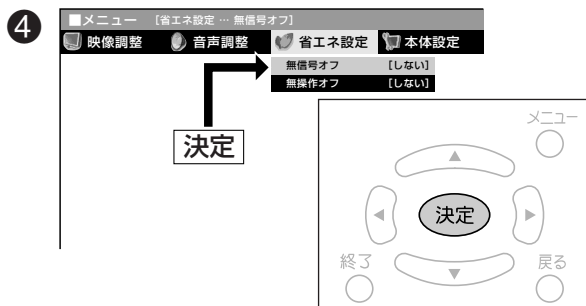 4
■メニュー [省エネ設定 … 無信号オフ]
映像調整 音声調整 省エネ設定 本体設定
無信号オフ [しない]
無操作オフ [しない]
決定
メニュー
▲
◀ 決定 ▶
▼
終了 戻る